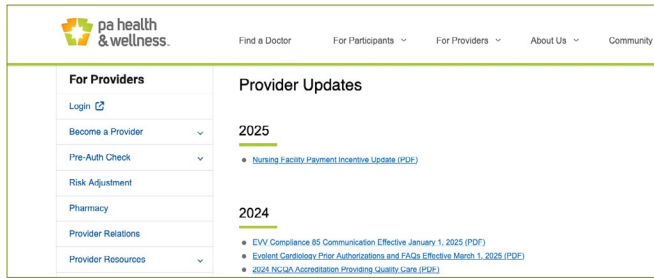 pa health
& wellness.
Find a Doctor For Participants For Providers About Us Community
For Providers
Login
Become a Provider
Pre-Auth Check
Risk Adjustment
Pharmacy
Provider Relations
Provider Resources
Provider Updates
2025
Nursing Facility Payment Incentive Update (PDF)
2024
EVV Compliance 85 Communication Effective January 1, 2025 (PDF)
Evolent Cardiology Prior Authorizations and FAQs Effective March 1, 2025 (PDF)
2024 NCQA Accreditation Providing Quality Care (PDF)